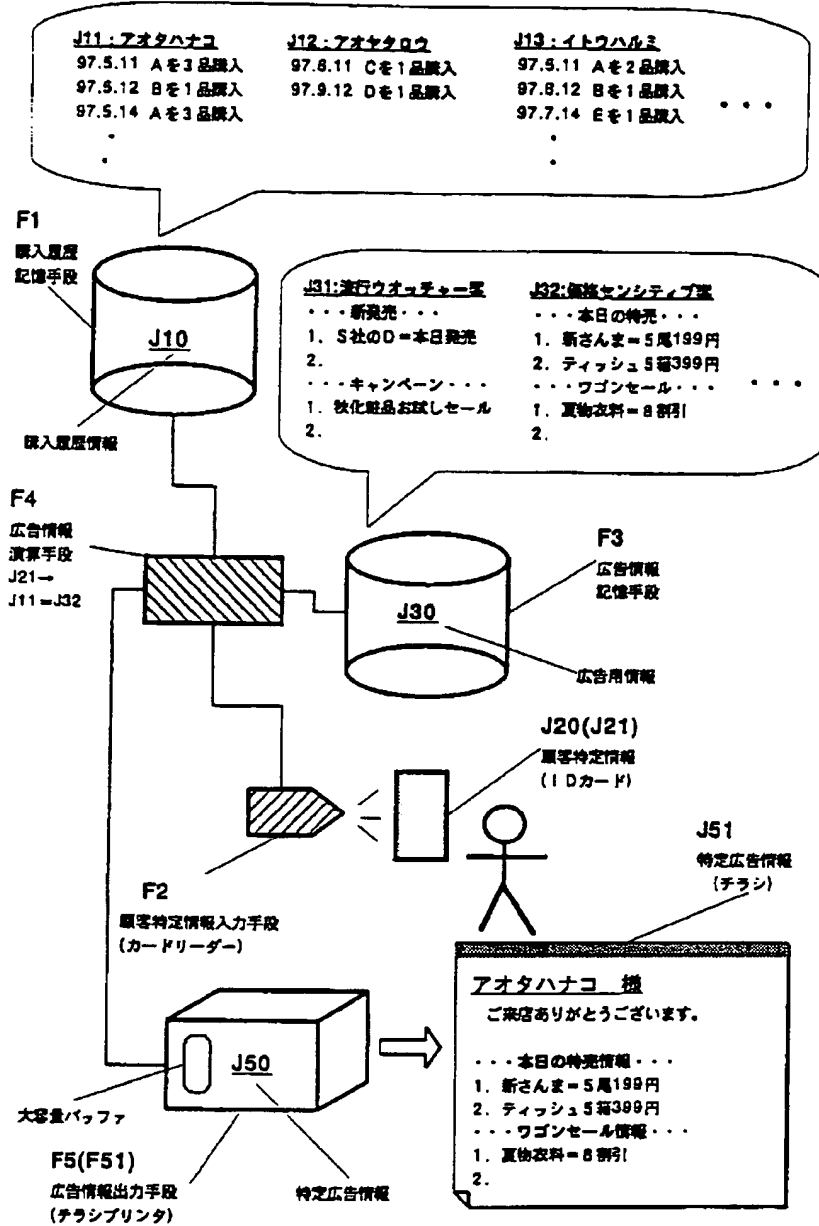 J11:アオタハナコ
97.5.11 Aを3品購入
97.5.12 Bを1品購入
97.5.14 Aを3品購入
・
・
J12:アオヤタロウ
97.6.11 Cを1品購入
97.9.12 Dを1品購入
J13:イトウハルミ
97.5.11 Aを2品購入
97.6.12 Bを1品購入
97.7.14 Eを1品購入
・
・
・・・
F1
購入履歴
記憶手段
J10
購入履歴情報
J31:流行ウオッチャー型
・・・新発売・・・
1. S社のD=本日発売
2.
・・・キャンペーン・・・
1. 秋化粧品お試しセール
2.
J32:価格センシティブ型
・・・本日の特売・・・
1. 新さんま=5尾199円
2. ティッシュ5箱399円
・・・ワゴンセール・・・
1. 夏物衣料=8割引
2.
・・・
F4
広告情報
演算手段
J21→
J11=J32
F3
広告情報
記憶手段
J30
広告用情報
J20(J21)
顧客特定情報
(IDカード)
F2
顧客特定情報入力手段
(カードリーダー)
J51
特定広告情報
(チラシ)
アオタハナコ 様
ご来店ありがとうございます。
・・・本日の特売情報・・・
1. 新さんま=5尾199円
2. ティッシュ5箱399円
・・・ワゴンセール情報・・・
1. 夏物衣料=8割引
2.
J50
大容量バッファ
F5(F51)
広告情報出力手段
(チラシプリンタ)
特定広告情報